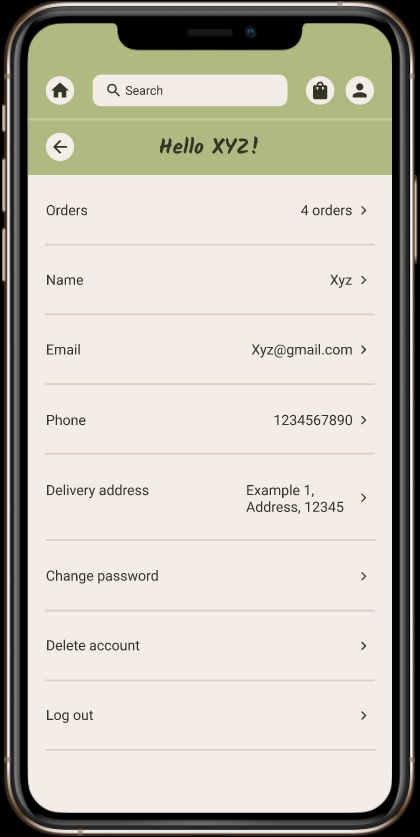 Search
Hello XYZ!
Orders 4 orders
Name Xyz
Email Xyz@gmail.com
Phone 1234567890
Delivery address Example 1,
Address, 12345
Change password
Delete account
Log out